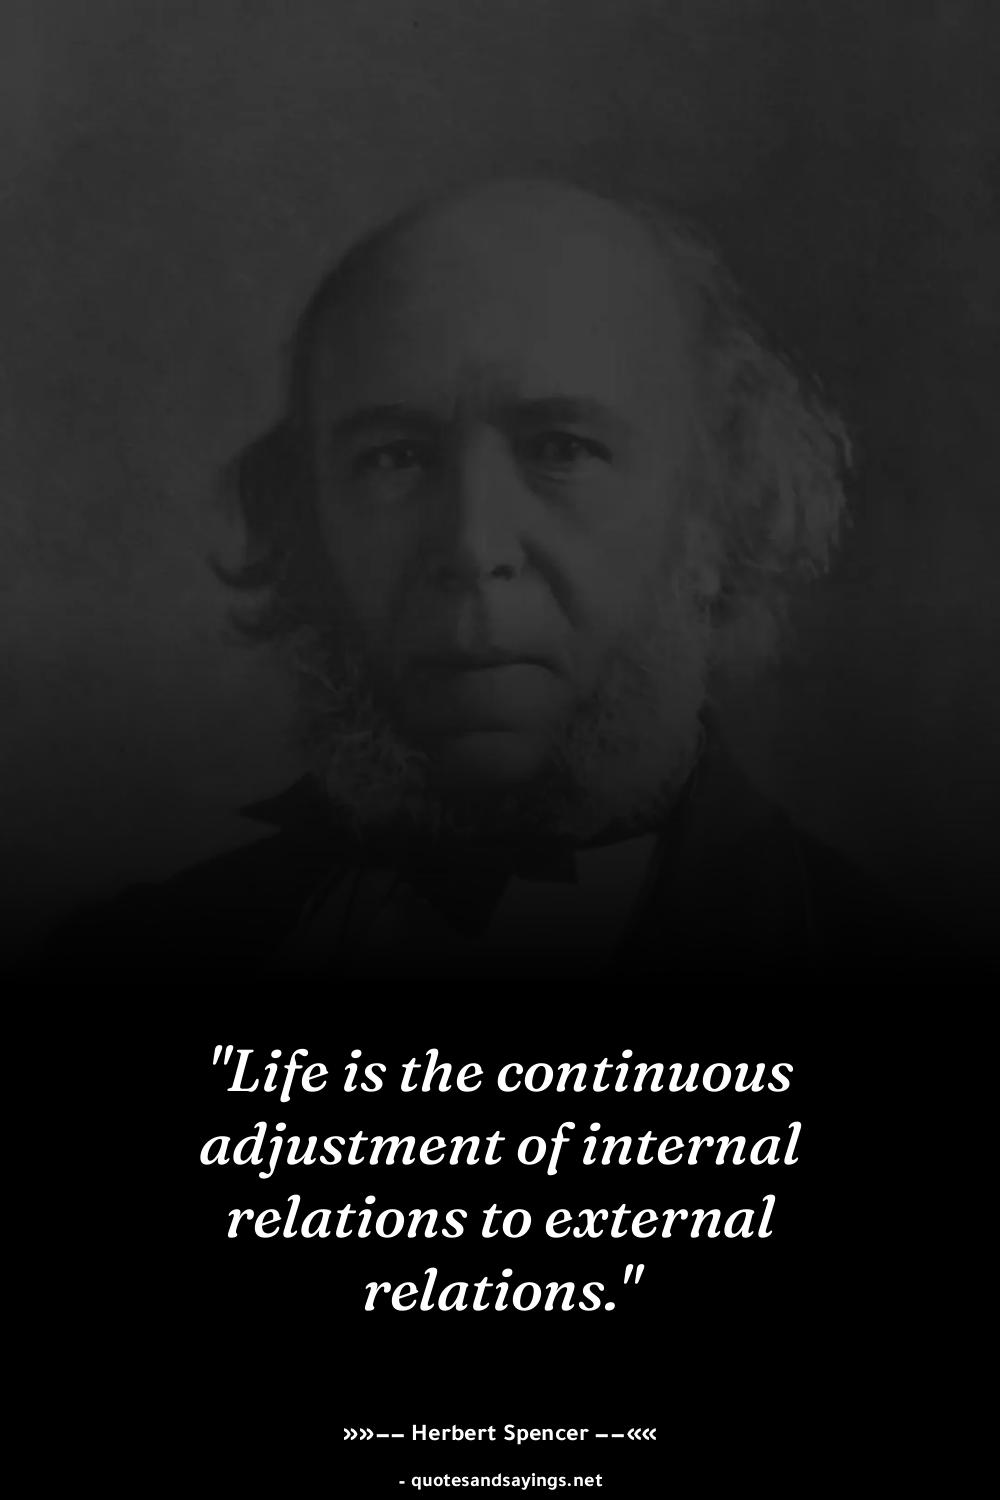 "Life is the continuous
adjustment of internal
relations to external
relations."
»»−− Herbert Spencer −−««
- quotesandsayings.net